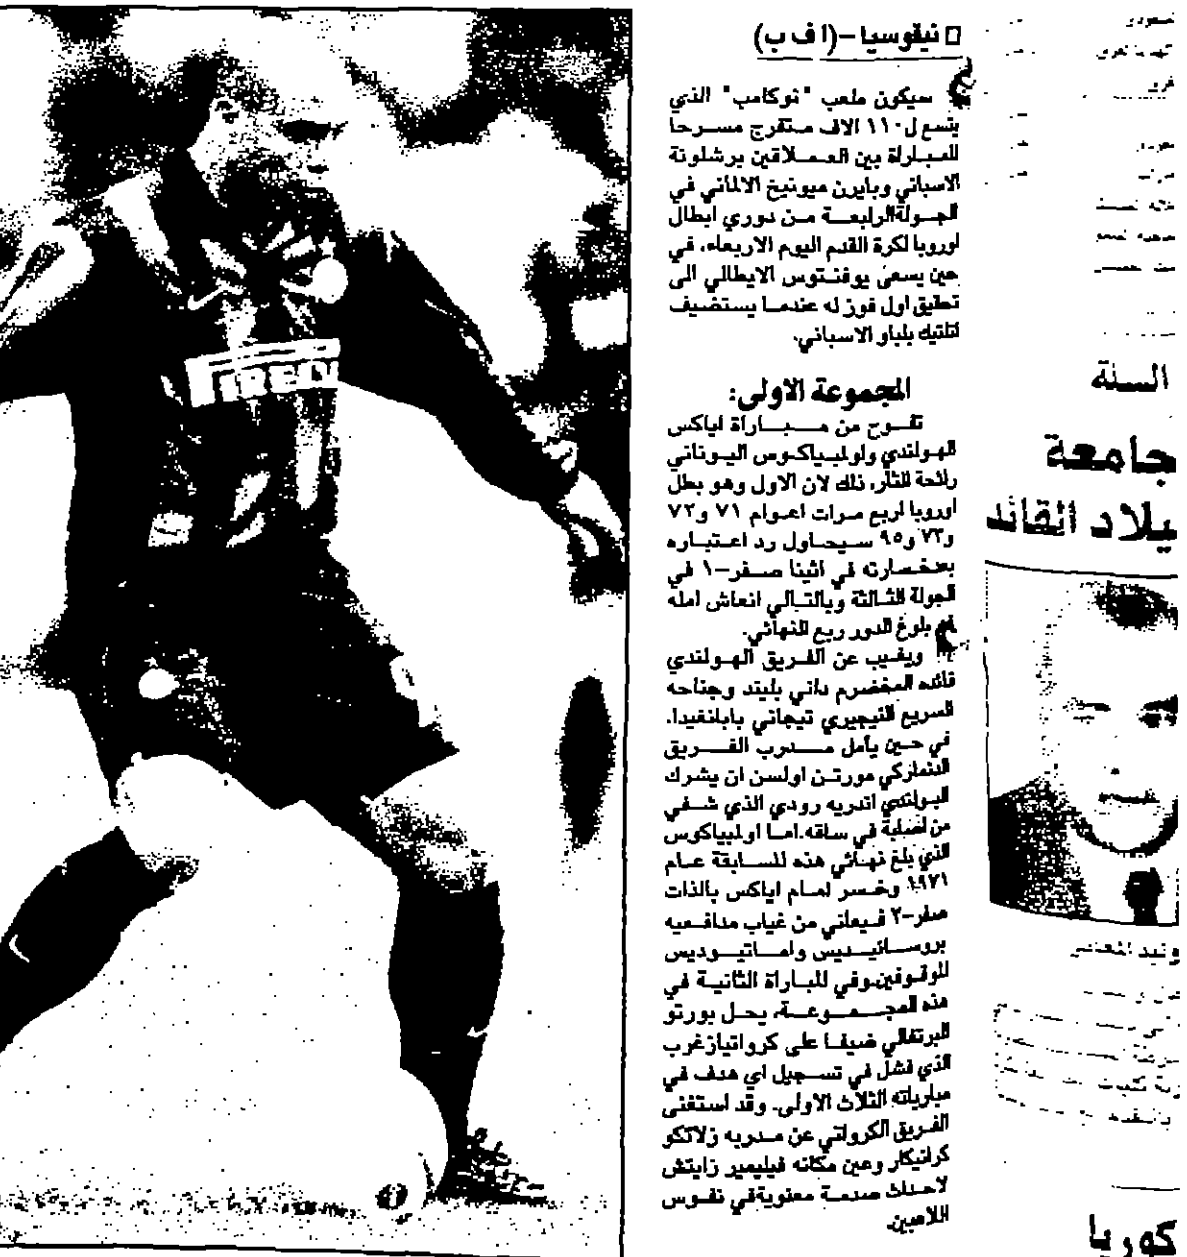 نيقوسيا - (ا ف ب)
سيكون ملعب "نوكامب" الذي
يتسع ل١١٠ الاف متفرج مسرحا
للمباراة بين العملاقين برشلونة
الاسباني وبايرن ميونيخ الالماني في
الجولة الرابعة من دوري ابطال
اوروبا لكرة القدم اليوم الاربعاء، في
حين يسعى يوفنتوس الايطالي الى
تحقيق اول فوز له عندما يستضيف
اتلتيك بلباو الاسباني.
المجموعة الاولى:
تفوح من مباراة اياكس
الهولندي واولمبياكوس اليوناني
رائحة الثأر، ذلك لان الاول وهو بطل
اوروبا اربع مرات اعوام ٧١ و٧٢
و٧٣ و٩٥ سيحاول رد اعتباره
بعد خسارته في اثينا صفر-١ في
الجولة الثالثة وبالتالي انعاش امله
في بلوغ الدور ربع النهائي.
ويغيب عن الفريق الهولندي
قائده المخضرم داني بليند وجناحه
السريع النيجيري تيجاني بابانغيدا،
في حين يأمل مدرب الفريق
الدنماركي مورتن اولسن ان يشرك
البولندي اندريه رودي الذي شفي
من اصابة في ساقه. اما اولمبياكوس
الذي بلغ نهائي هذه المسابقة عام
١٩٧١ وخسر امام اياكس بالذات
صفر-٢ فيعاني من غياب مدافعيه
بروسانيديس واماتيوديس
الموقوفين. وفي المباراة الثانية في
هذه المجموعة، يحل بورتو
البرتغالي ضيفا على كرواتيا زغرب
الذي فشل في تسجيل اي هدف في
مبارياته الثلاث الاولى. وقد استغنى
الفريق الكرواتي عن مدربه زلاتكو
كرانيكار وعين مكانه فيليمير زايتش
لاحداث صدمة معنوية في نفوس
اللاعبين.
PIRELLI
السنة
جامعة
يلاد القائد
كوريا